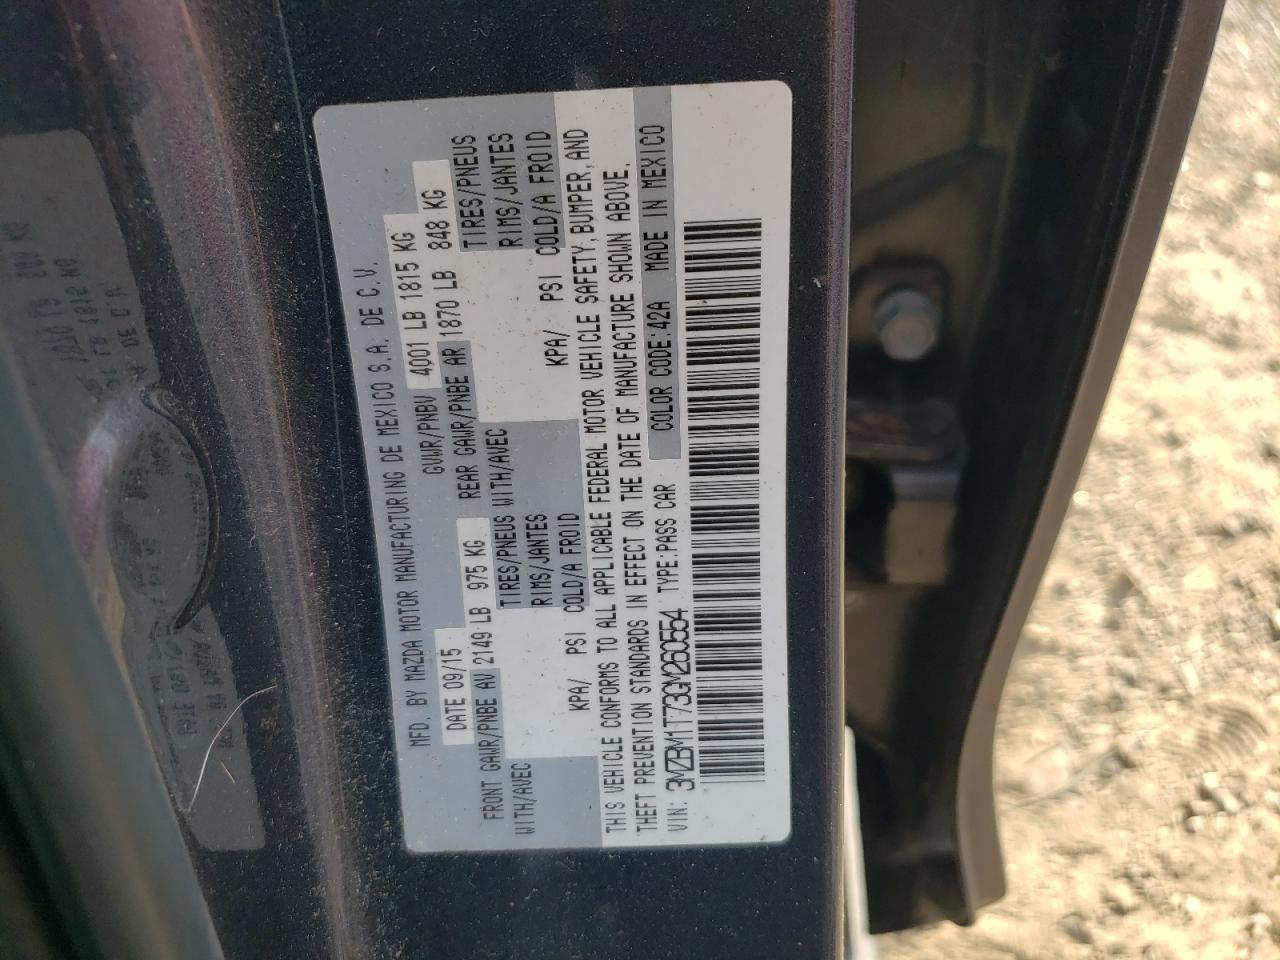 MFD. BY MAZDA MOTOR MANUFACTURING DE MEXICO S.A. DE C.V.
DATE 09/15 GVWR/PNBV 4001 LB 1815 KG
FRONT GAWR/PNBE AV 2149 LTB 975 KG REAR GAWR/PNBE AR 1870 LB 848 KG
WITH/AVEC TIRES/PNEUS WITH/AVEC TIRES/PNEUS
RIMS/JANTES RIMS/JANTES
KPA/ PSI COLD/A FROID KPA/ PSI COLD/A FROID
THIS VEHICLE CONFORMS TO ALL APPLICABLE FEDERAL MOTOR VEHICLE SAFETY, BUMPER, AND
THEFT PREVENTION STANDARDS IN EFFECT ON THE DATE OF MANUFACTURE SHOWN ABOVE.
VIN: 3MZBM1T73GM260554 TYPE:PASS CAR COLOR CODE:42A MADE IN MEXICO